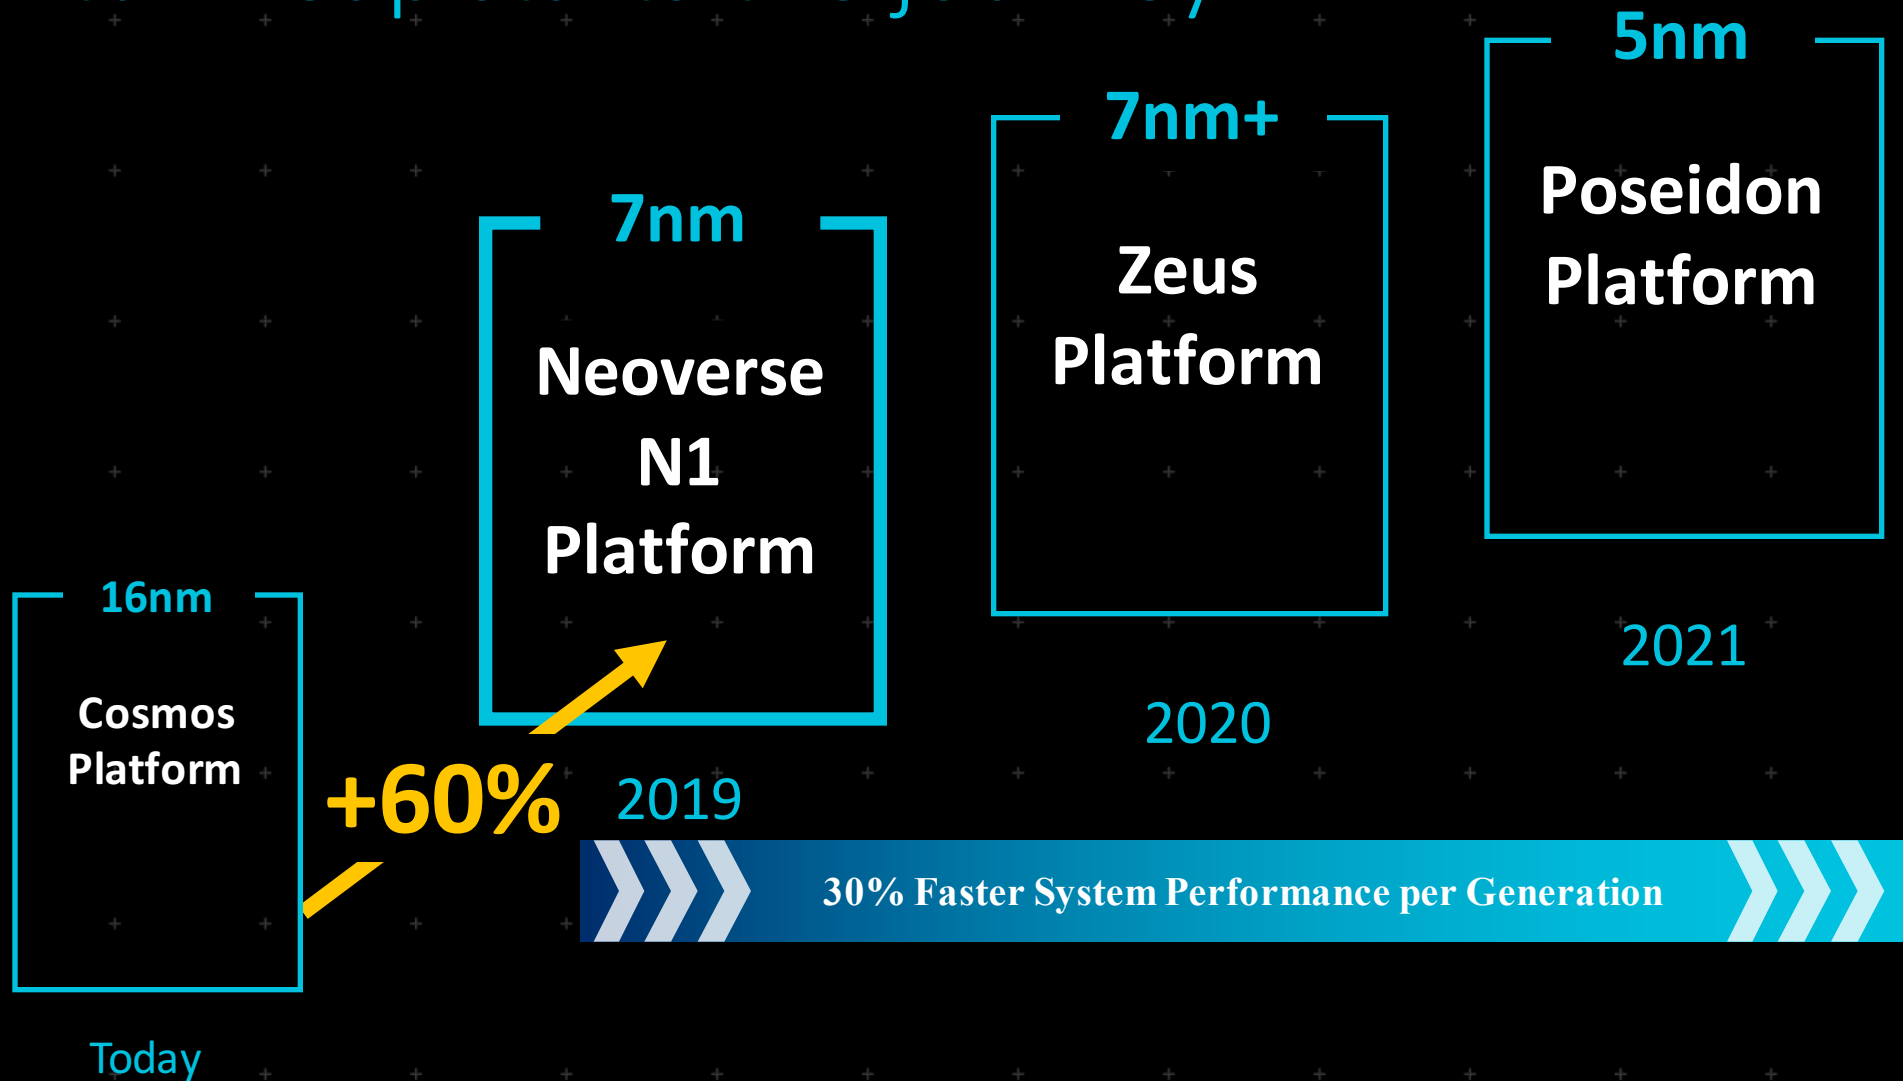 16nm
Cosmos
Platform
Today
+60%
7nm
Neoverse
N1
Platform
2019
7nm+
Zeus
Platform
2020
5nm
Poseidon
Platform
2021
30% Faster System Performance per Generation